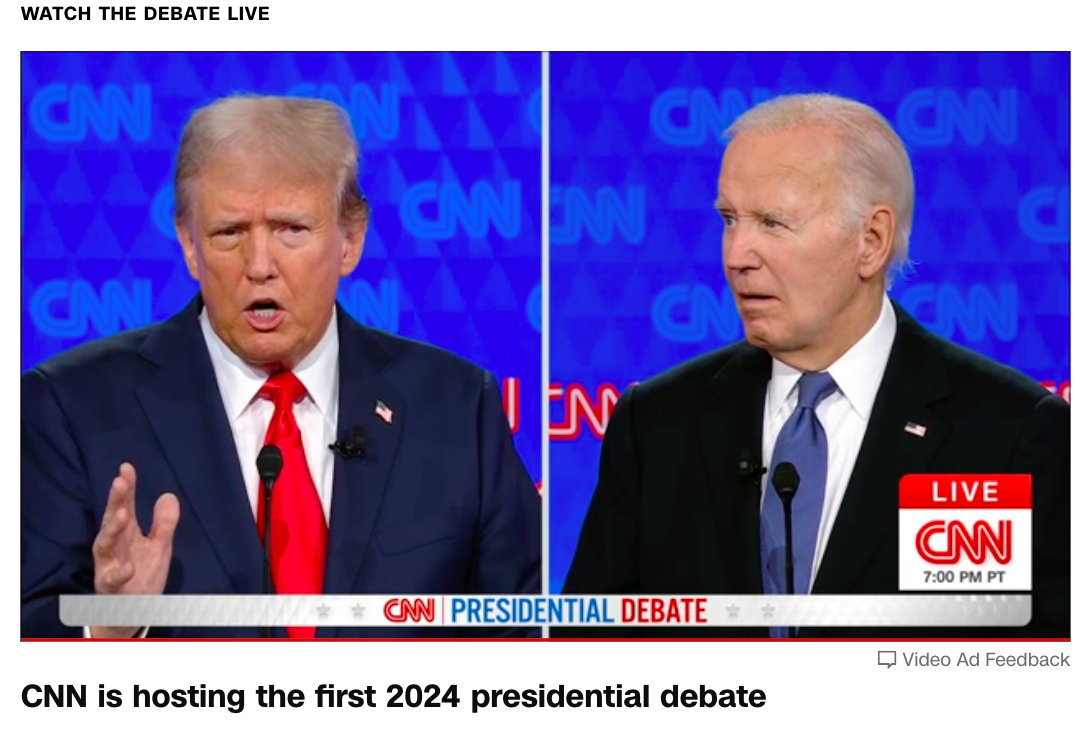 WATCH THE DEBATE LIVE
CNN CNN CNN CNN
CNN CNN
CNN CNN CNN CNN
CNN
LIVE
CNN
7:00 PM PT
CNN PRESIDENTIAL DEBATE
Video Ad Feedback
CNN is hosting the first 2024 presidential debate